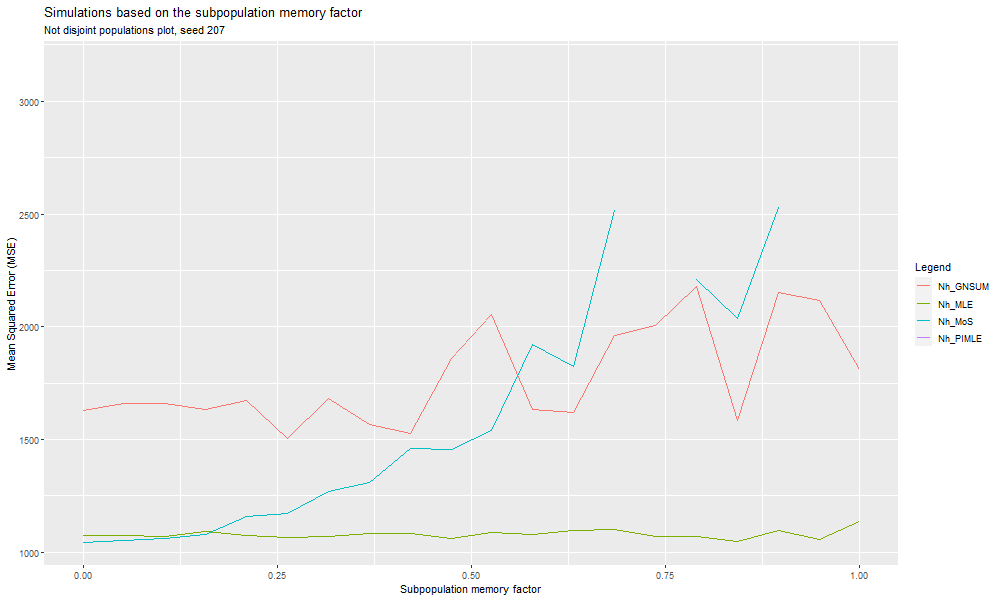 Simulations based on the subpopulation memory factor
Not disjoint populations plot, seed 207
Mean Squared Error (MSE)
3000
2500
2000
1500
1000
0.00
0.25
0.50
0.75
1.00
Subpopulation memory factor
Legend
Nh_GNSUM
Nh_MLE
Nh_MoS
Nh_PIMLE